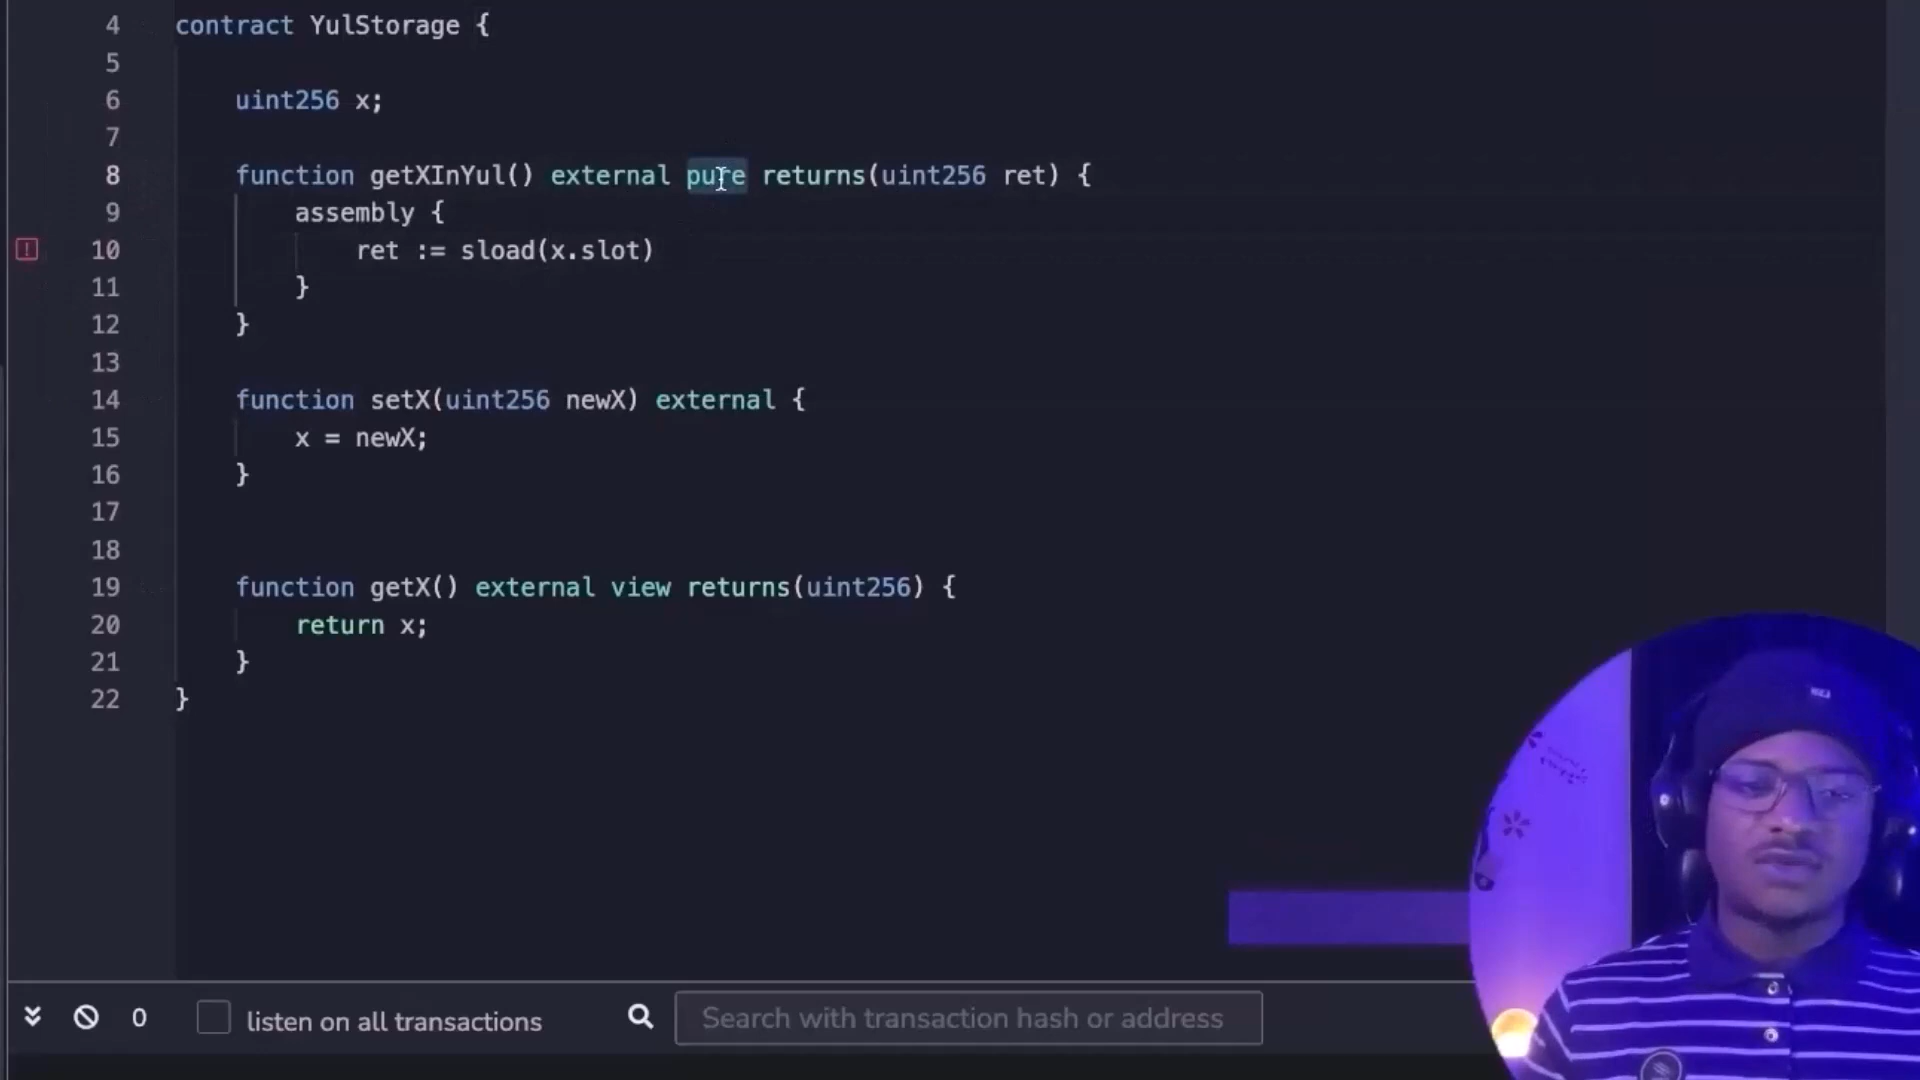 4 contract YulStorage {
5
6 uint256 x;
7
8 function getXInYul() external pure returns(uint256 ret) {
9 assembly {
10 ret := sload(x.slot)
11 }
12 }
13
14 function setX(uint256 newX) external {
15 x = newX;
16 }
17
18
19 function getX() external view returns(uint256) {
20 return x;
21 }
22 }
0 listen on all transactions Search with transaction hash or address